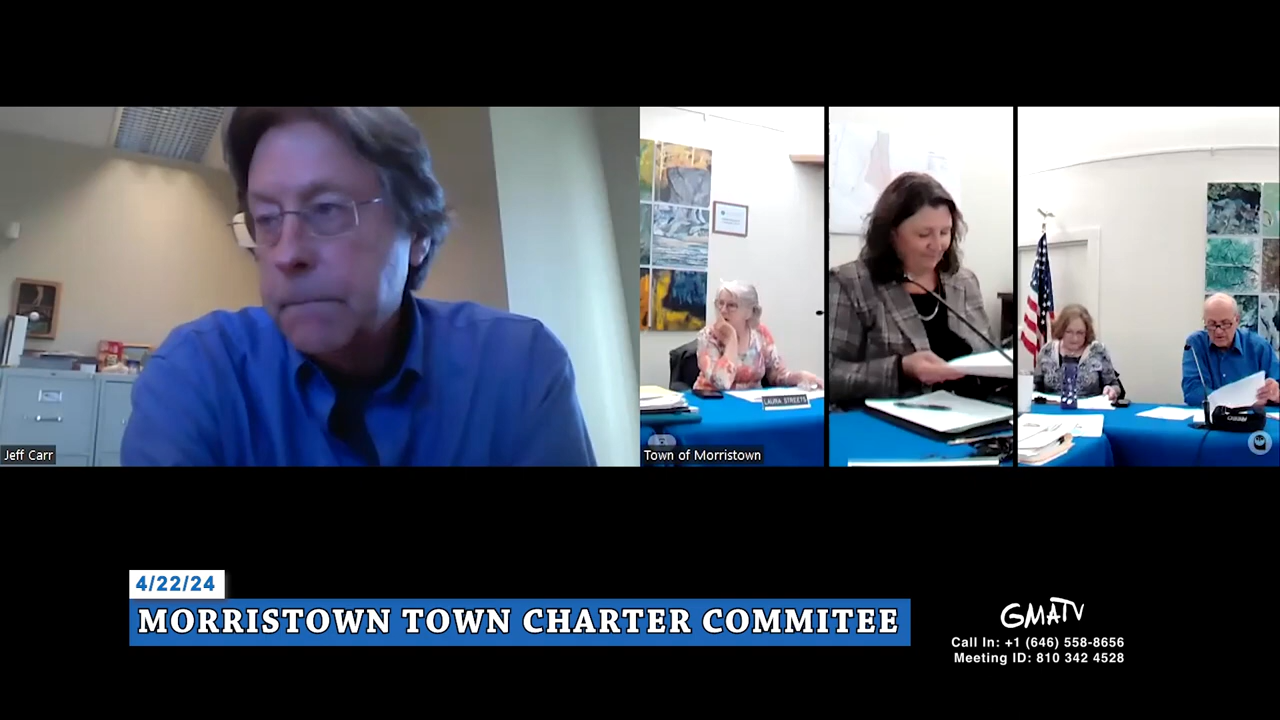 LAURA STREETS
Jeff Carr
Town of Morristown
4/22/24
MORRISTOWN TOWN CHARTER COMMITEE
GMATV
Call In: +1 (646) 558-8656
Meeting ID: 810 342 4528